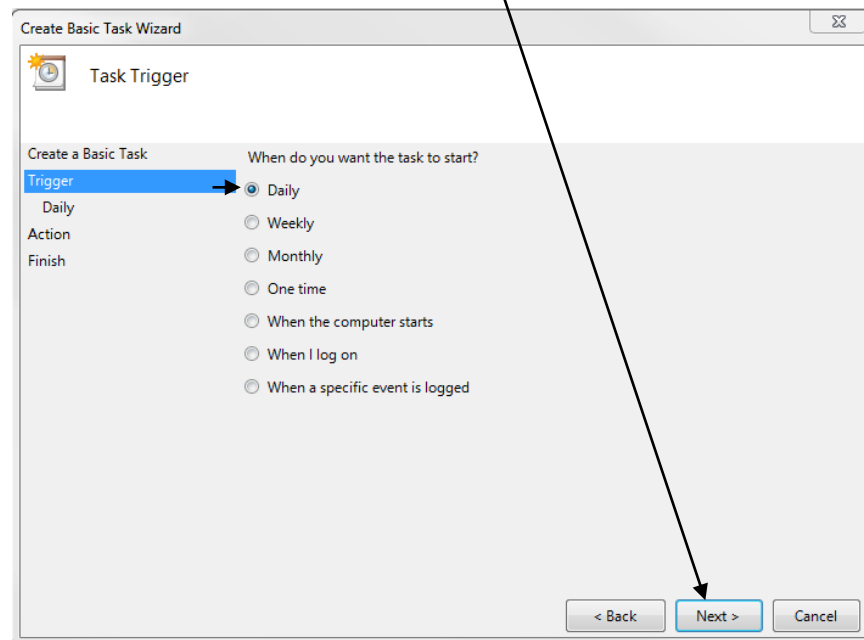 Create Basic Task Wizard
Task Trigger
Create a Basic Task
Trigger
Daily
Action
Finish
When do you want the task to start?
Daily
Weekly
Monthly
One time
When the computer starts
When I log on
When a specific event is logged
< Back
Next >
Cancel